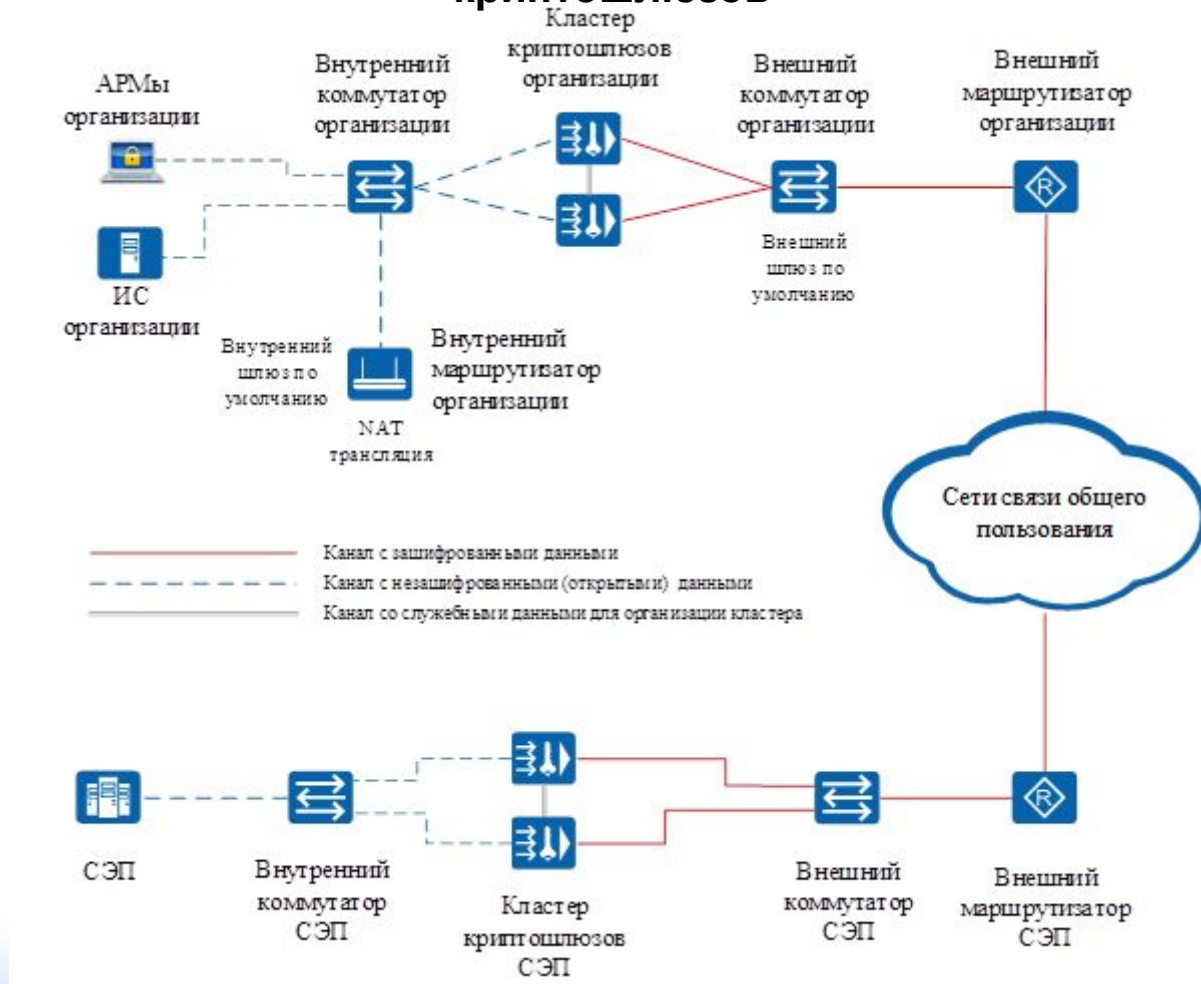 криптошлюзов
Кластер
криптошлюзов
организации
АРМы
организации
Внутренний
коммутатор
организации
Внешний
коммутатор
организации
Внешний
маршрутизатор
организации
R
Внешний
шлюз по
умолчанию
ИС
организации
Внутренний
шлюз по
умолчанию
Внутренний
маршрутизатор
организации
NAT
трансляция
Сети связи общего
пользования
Канал с зашифрованными данными
Канал с незашифрованными (открытыми) данными
Канал со служебными данными для организации кластера
R
СЭП
Внутренний
коммутатор
СЭП
Кластер
криптошлюзов
СЭП
Внешний
коммутатор
СЭП
Внешний
маршрутизатор
СЭП